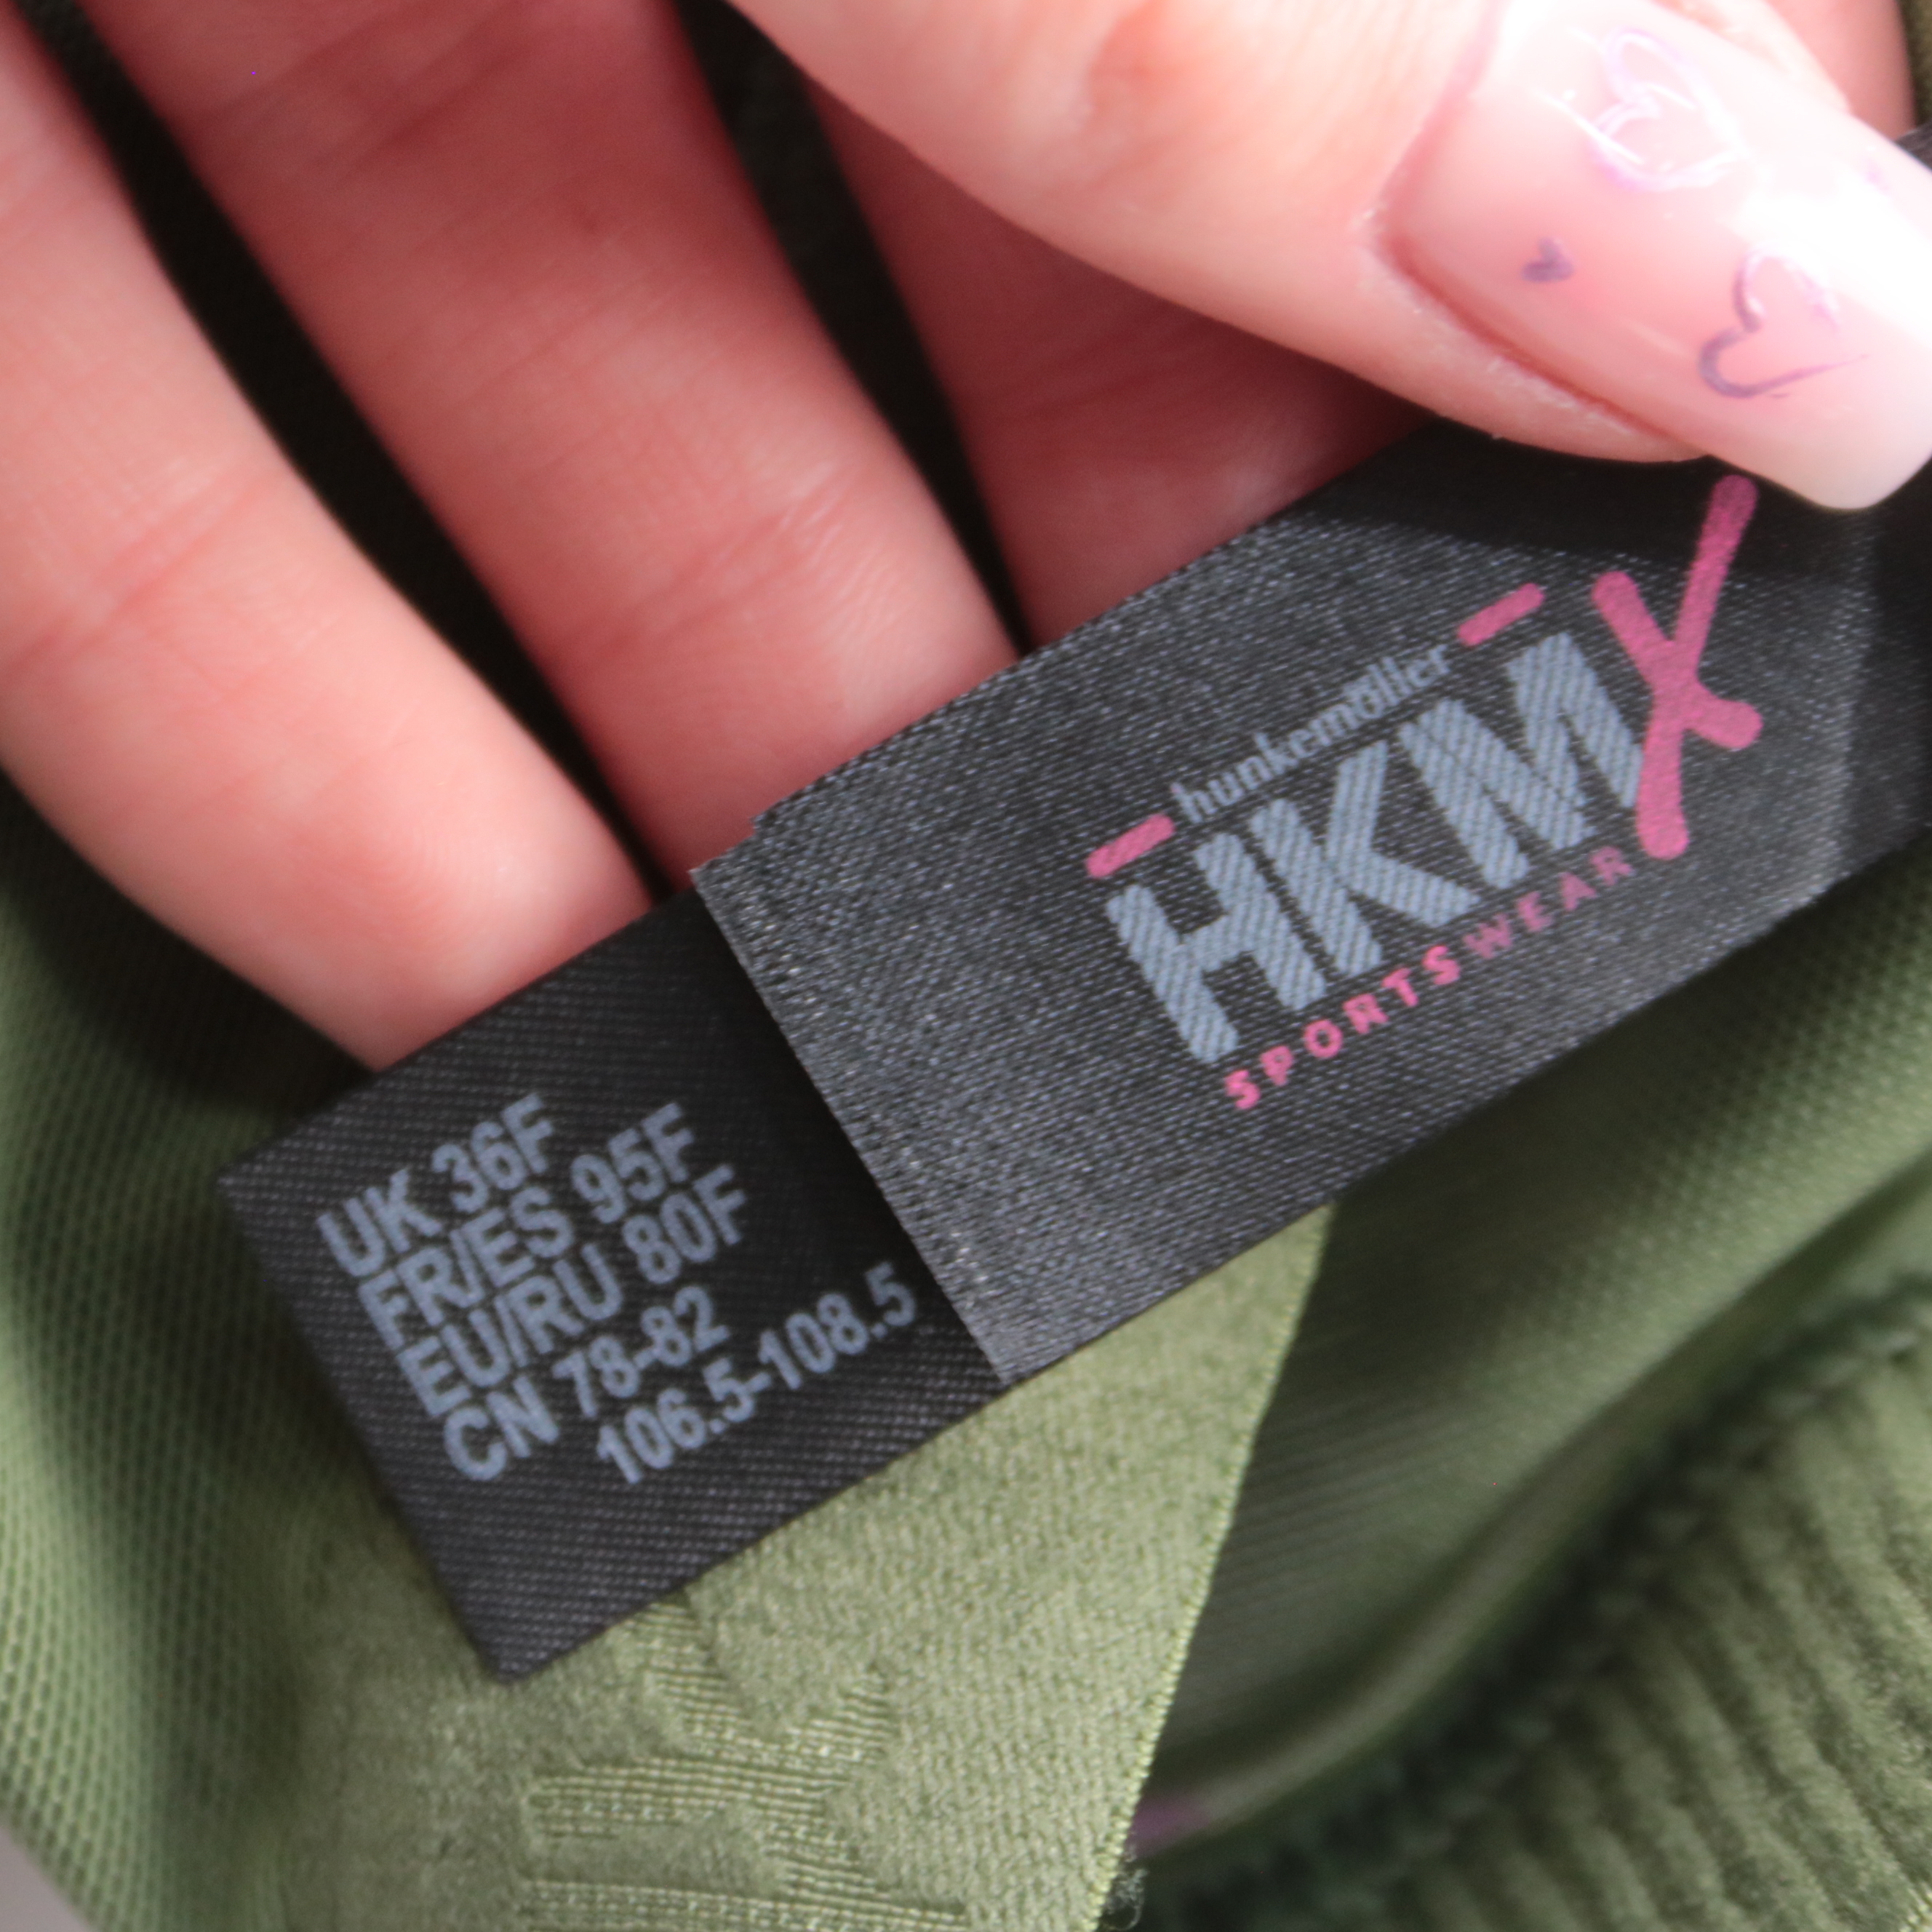 hunkemöller
HKMX
SPORTSWEAR
UK 36F
FR/ES 95F
EU/RU 80F
CN 78-82
106.5-108.5